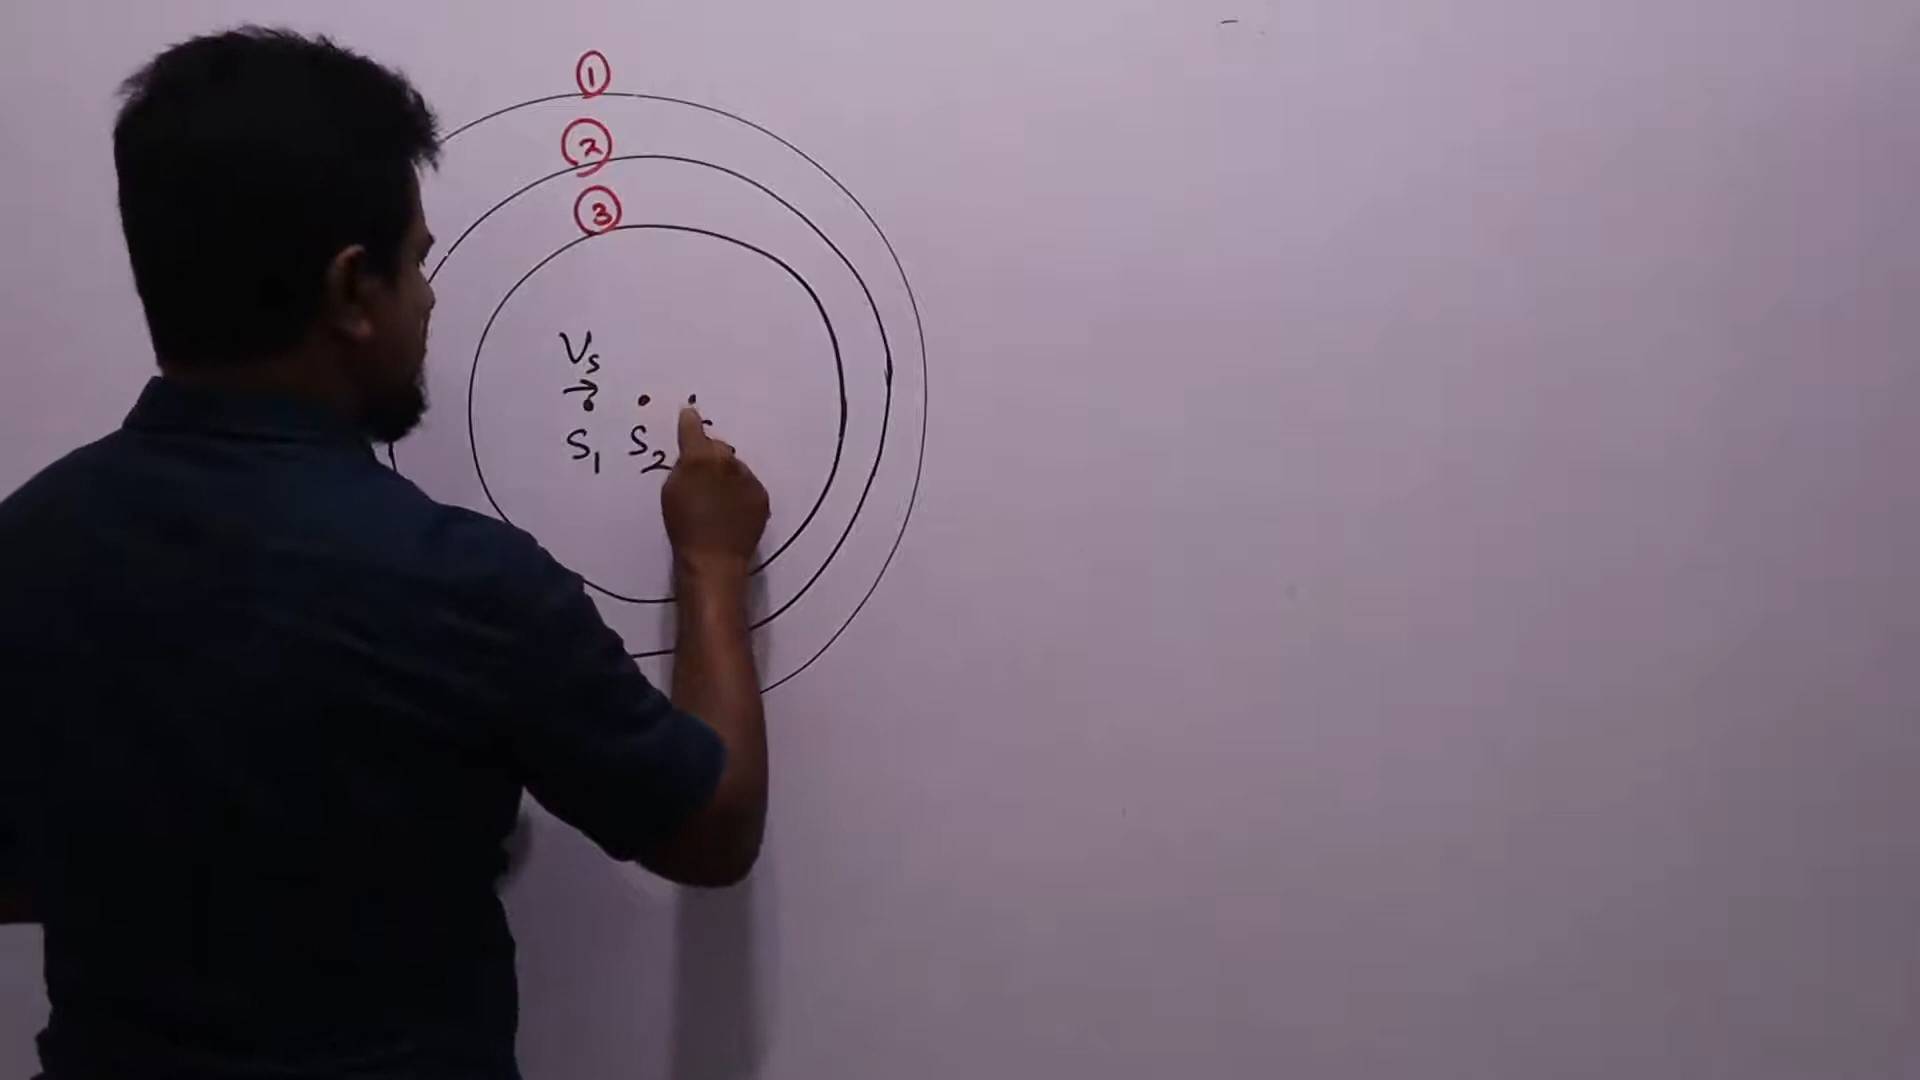 ①
②
③
Vs
→
S1 S2